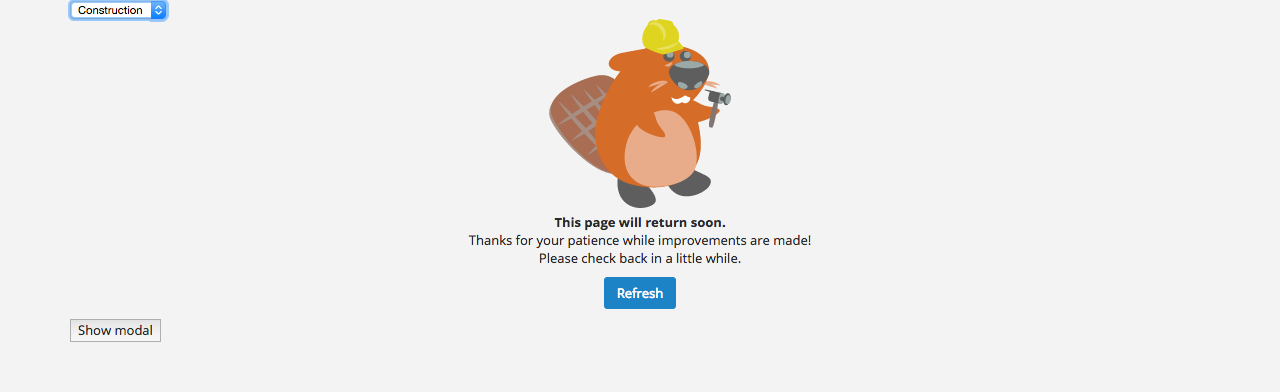 Construction
This page will return soon.
Thanks for your patience while improvements are made!
Please check back in a little while.
Refresh
Show modal